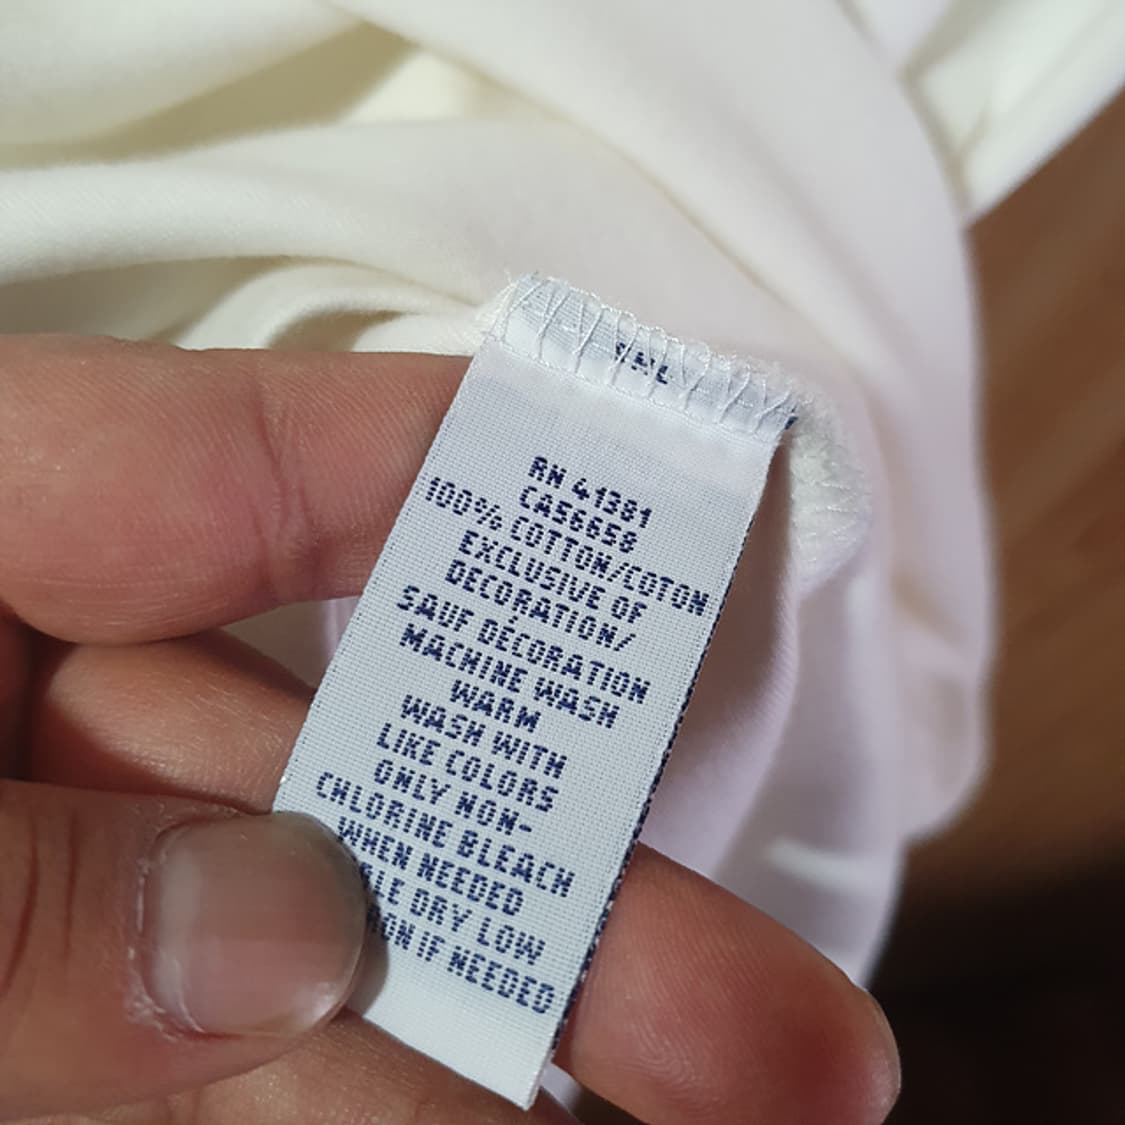 RN 41381
CA56658
100% COTTON/COTON
EXCLUSIVE OF
DECORATION/
SAUF DÉCORATION
MACHINE WASH
WARM
WASH WITH
LIKE COLORS
ONLY NON-
CHLORINE BLEACH
WHEN NEEDED
DRY LOW
IF NEEDED